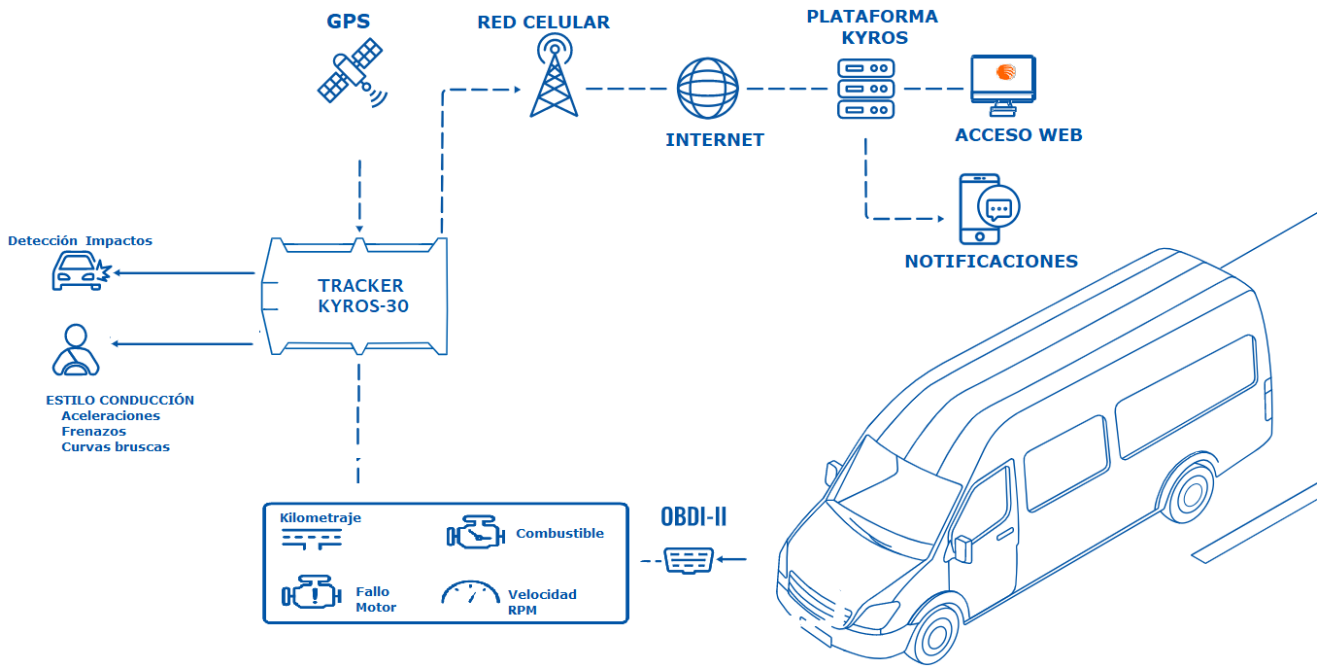 GPS
RED CELULAR
PLATAFORMA
KYROS
INTERNET
ACCESO WEB
NOTIFICACIONES
Detección Impactos
TRACKER
KYROS-30
ESTILO CONDUCCIÓN
Aceleraciones
Frenazos
Curvas bruscas
Kilometraje
Combustible
Fallo
Motor
Velocidad
RPM
OBDI-II